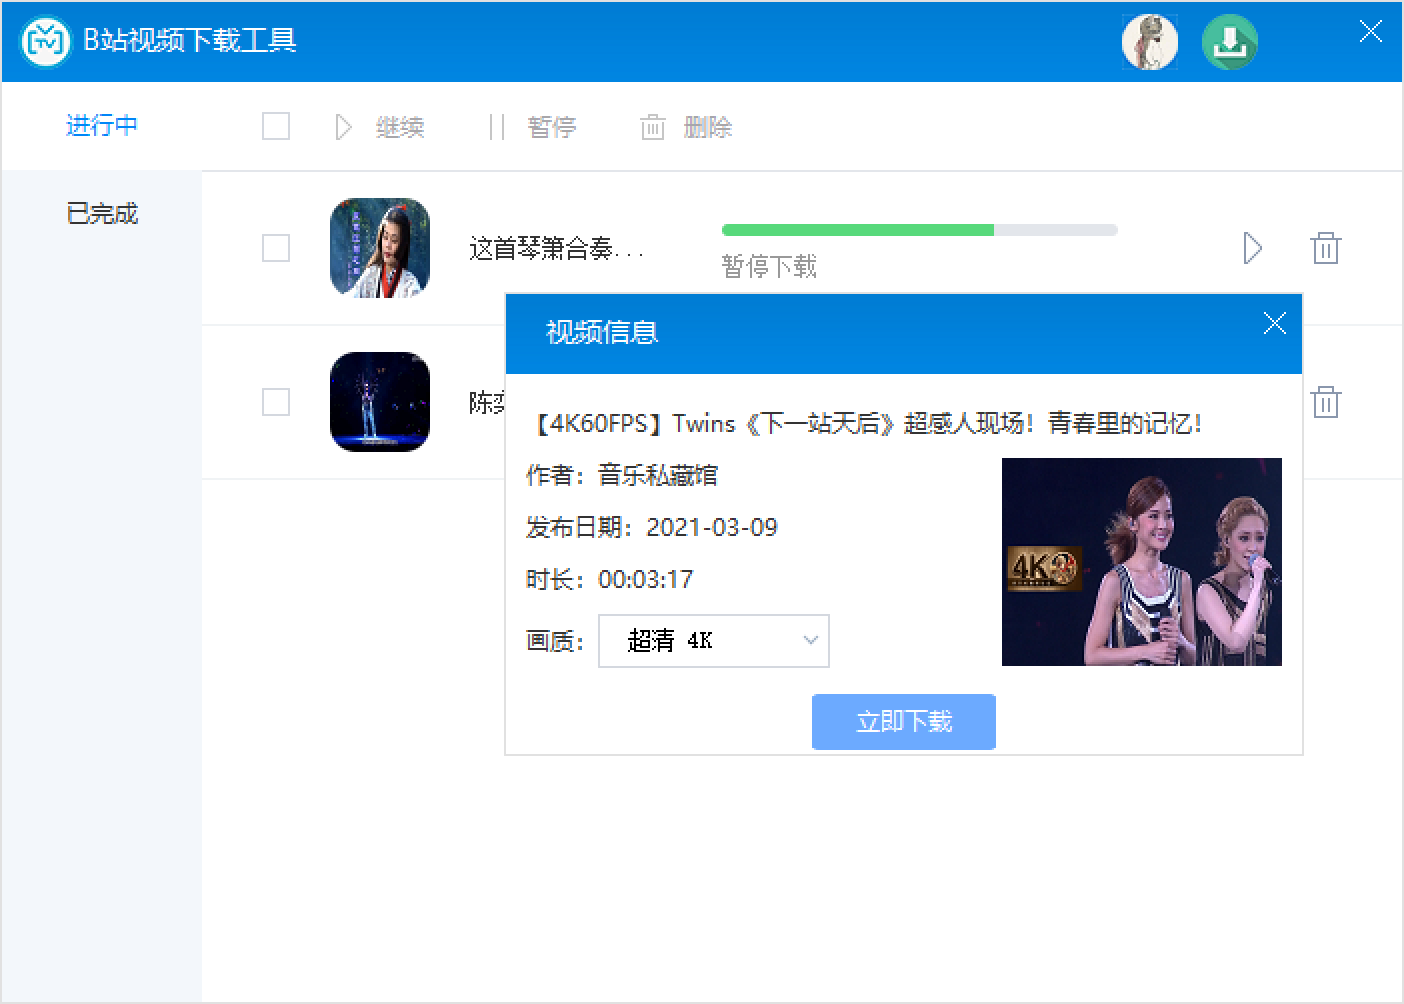 B站视频下载工具
进行中
继续
暂停
删除
已完成
这首琴箫合奏...
暂停下载
陈奕
视频信息
【4K60FPS】Twins《下一站天后》超感人现场！青春里的记忆！
作者：音乐私藏馆
发布日期：2021-03-09
时长：00:03:17
画质：
超清 4K
4K
立即下载